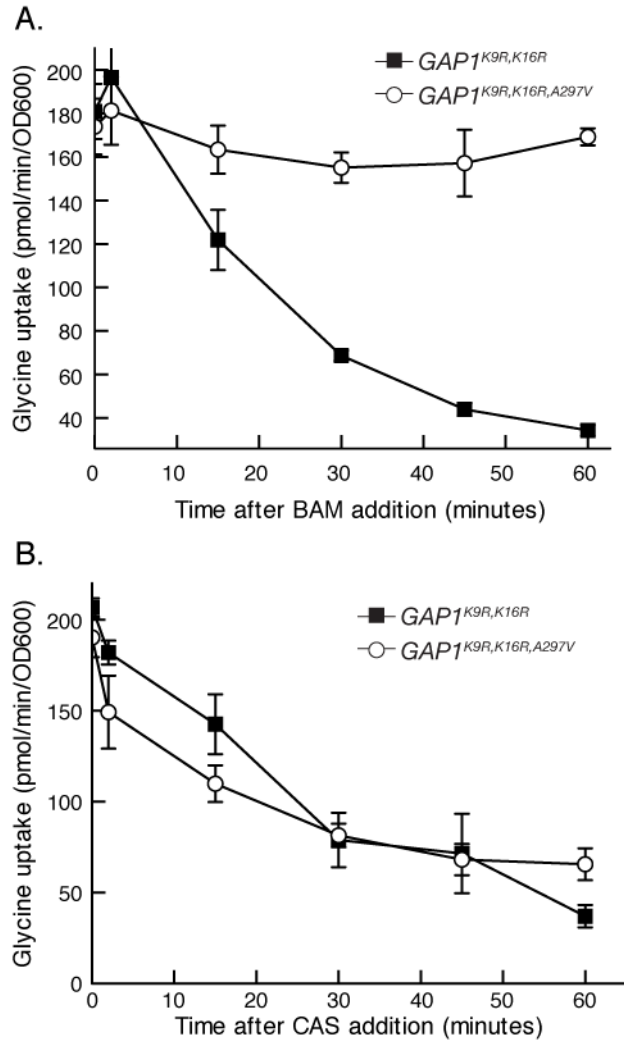 A.
GAP1K9R,K16R
GAP1K9R,K16R,A297V
Glycine uptake (pmol/min/OD600)
200
180
160
140
120
100
80
60
40
0 10 20 30 40 50 60
Time after BAM addition (minutes)
B.
GAP1K9R,K16R
GAP1K9R,K16R,A297V
Glycine uptake (pmol/min/OD600)
200
150
100
50
0
0 10 20 30 40 50 60
Time after CAS addition (minutes)